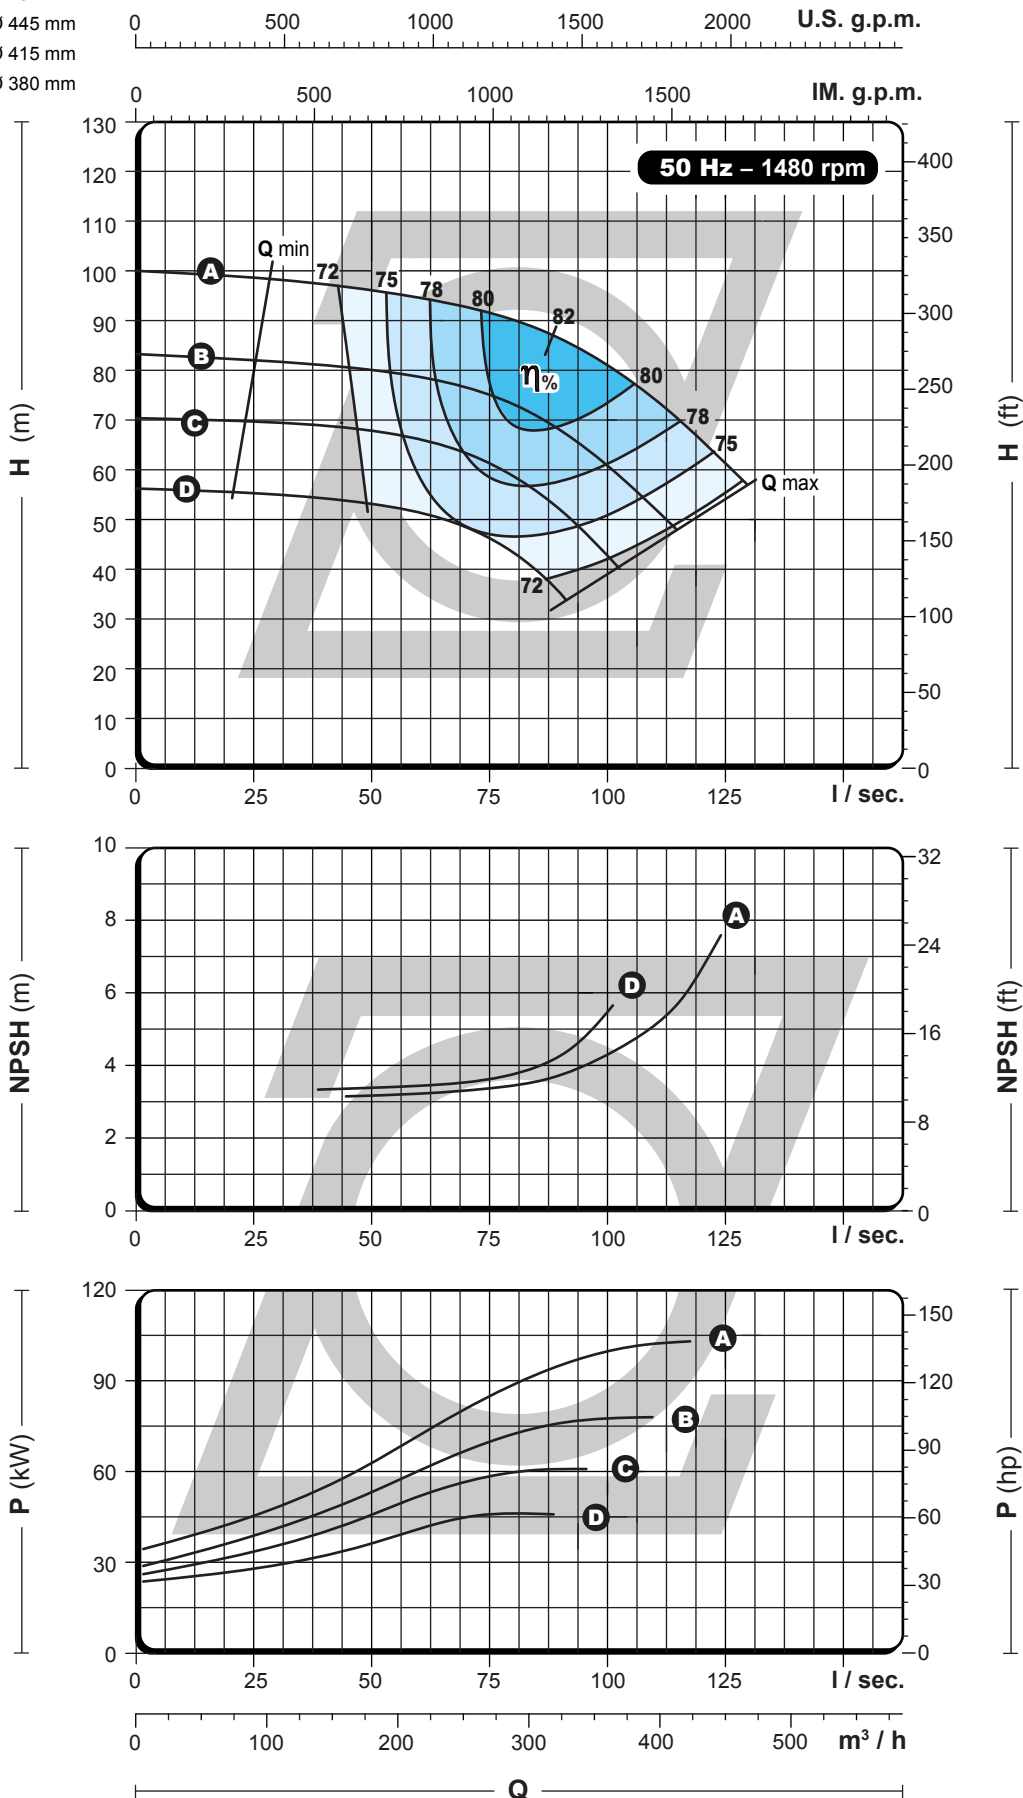 Ø 445 mm
Ø 415 mm
Ø 380 mm
0 500 1000 1500 2000 U.S. g.p.m.
0 500 1000 1500 IM. g.p.m.
50 Hz – 1480 rpm
H (m)
130
120
110
100
90
80
70
60
50
40
30
20
10
0
A
B
C
D
Q min
72
75
78
80
82
η%
80
78
75
Q max
72
400
350
300
250
200
150
100
50
0
H (ft)
0 25 50 75 100 125 l / sec.
NPSH (m)
10
8
6
4
2
0
A
D
32
24
16
8
0
NPSH (ft)
0 25 50 75 100 125 l / sec.
P (kW)
120
90
60
30
0
A
B
C
D
150
120
90
60
30
0
P (hp)
0 25 50 75 100 125 l / sec.
0 100 200 300 400 500 m³ / h
Q